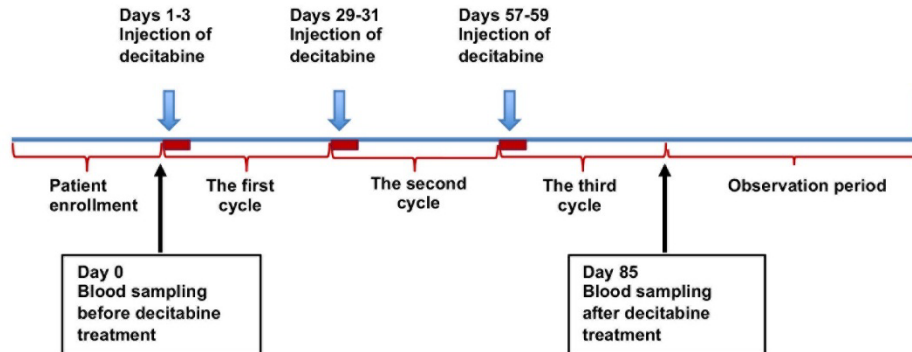 Days 1-3
Injection of
decitabine
Days 29-31
Injection of
decitabine
Days 57-59
Injection of
decitabine
Patient
enrollment
The first
cycle
The second
cycle
The third
cycle
Observation period
Day 0
Blood sampling
before decitabine
treatment
Day 85
Blood sampling
after decitabine
treatment